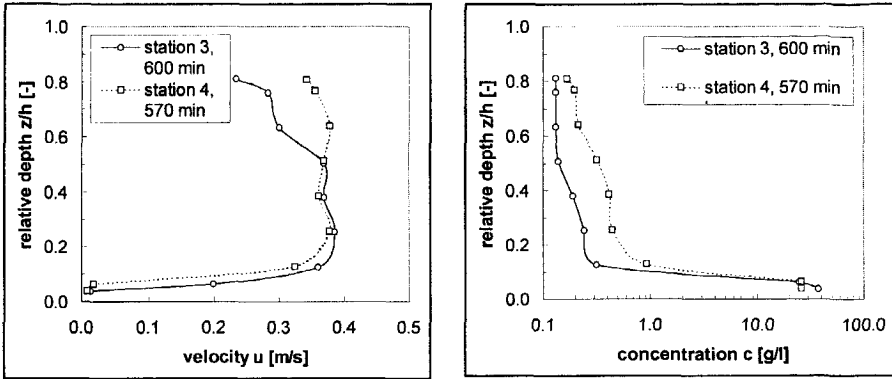 station 3,
600 min
station 4,
570 min
relative depth z/h [-]
1.0
0.8
0.6
0.4
0.2
0.0
0.0
0.1
0.2
0.3
0.4
0.5
velocity u [m/s]
station 3, 600 min
station 4, 570 min
relative depth z/h [-]
1.0
0.8
0.6
0.4
0.2
0.0
0.1
1.0
10.0
100.0
concentration c [g/l]